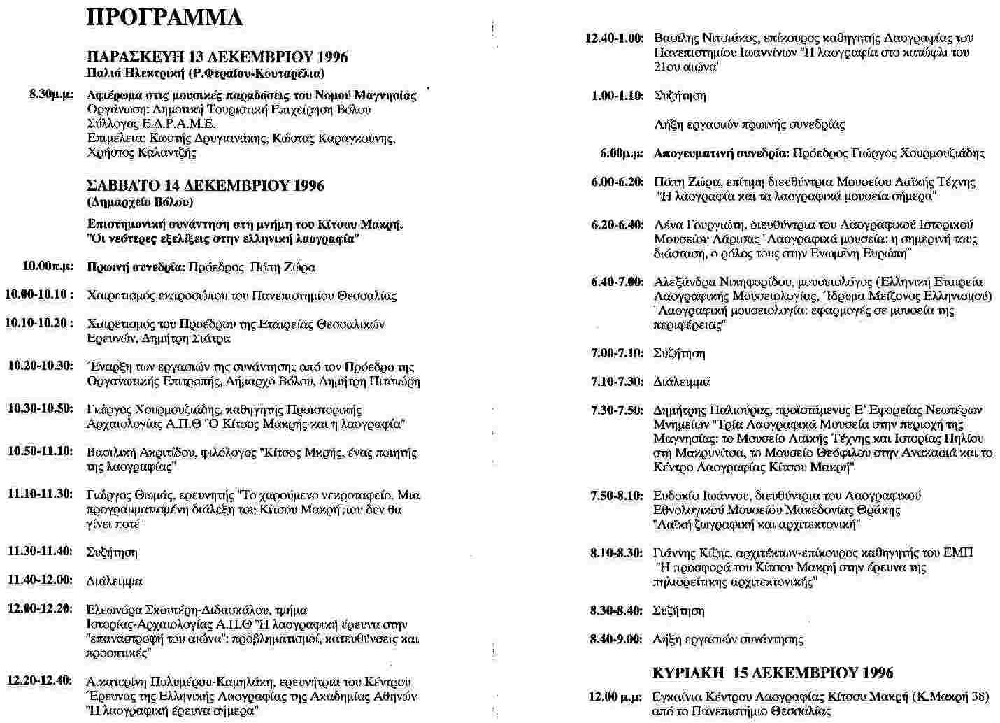 ΠΡΟΓΡΑΜΜΑ
ΠΑΡΑΣΚΕΥΗ 13 ΔΕΚΕΜΒΡΙΟΥ 1996
Παλιά Ηλεκτρική (Ρ.Φεραίου-Κουταρέλια)
8.30μ.μ: Αφιέρωμα στις μουσικές παραδόσεις του Νομού Μαγνησίας
Οργάνωση: Δημοτική Τουριστική Επιχείρηση Βόλου
Σύλλογος Ε.Δ.Ρ.Α.Μ.Ε.
Επιμέλεια: Κωστής Δρυγιανάκης, Κώστας Καραγκούνης,
Χρήστος Καλαντζής
ΣΑΒΒΑΤΟ 14 ΔΕΚΕΜΒΡΙΟΥ 1996
(Δημαρχείο Βόλου)
Επιστημονική συνάντηση στη μνήμη του Κίτσου Μακρή.
"Οι νεότερες εξελίξεις στην ελληνική λαογραφία"
10.00π.μ: Πρωινή συνεδρία: Πρόεδρος Πόπη Ζώρα
10.00-10.10 : Χαιρετισμός εκπροσώπου του Πανεπιστημίου Θεσσαλίας
10.10-10.20 : Χαιρετισμός του Προέδρου της Εταιρείας Θεσσαλικών
Ερευνών, Δημήτρη Σιάτρα
10.20-10.30: Έναρξη των εργασιών της συνάντησης από τον Πρόεδρο της
Οργανωτικής Επιτροπής, Δήμαρχο Βόλου, Δημήτρη Πιτσιώρη
10.30-10.50: Γιώργος Χουρμουζιάδης, καθηγητής Προϊστορικής
Αρχαιολογίας Α.Π.Θ "Ο Κίτσος Μακρής και η λαογραφία"
10.50-11.10: Βασιλική Ακριτίδου, φιλόλογος "Κίτσος Μκρής, ένας ποιητής
της λαογραφίας"
11.10-11.30: Γιώργος Θωμάς, ερευνητής "Το χαρούμενο νεκροταφείο. Μια
προγραμματισμένη διάλεξη του Κίτσου Μακρή που δεν θα
γίνει ποτέ"
11.30-11.40: Συζήτηση
11.40-12.00: Διάλειμμα
12.00-12.20: Ελεωνόρα Σκουτέρη-Διδασκάλου, τμήμα
Ιστορίας-Αρχαιολογίας Α.Π.Θ "Η λαογραφική έρευνα στην
"επαναστροφή του αιώνα": προβληματισμοί, κατευθύνσεις και
προοπτικές"
12.20-12.40: Αικατερίνη Πολυμέρου-Καμηλάκη, ερευνήτρια του Κέντρου
Έρευνας της Ελληνικής Λαογραφίας της Ακαδημίας Αθηνών
"Η λαογραφική έρευνα σήμερα"
12.40-1.00: Βασίλης Νιτσιάκος, επίκουρος καθηγητής Λαογραφίας του
Πανεπιστημίου Ιωαννίνων "Η λαογραφία στο κατώφλι του
21ου αιώνα"
1.00-1.10: Συζήτηση
Λήξη εργασιών πρωινής συνεδρίας
6.00μ.μ: Απογευματινή συνεδρία: Πρόεδρος Γιώργος Χουρμουζιάδης
6.00-6.20: Πόπη Ζώρα, επίτιμη διευθύντρια Μουσείου Λαϊκής Τέχνης
"Η λαογραφία και τα λαογραφικά μουσεία σήμερα"
6.20-6.40: Λένα Γουργιώτη, διευθύντρια του Λαογραφικού Ιστορικού
Μουσείου Λάρισας "Λαογραφικά μουσεία: η σημερινή τους
διάσταση, ο ρόλος τους στην Ενωμένη Ευρώπη"
6.40-7.00: Αλεξάνδρα Νικηφορίδου, μουσειολόγος (Ελληνική Εταιρεία
Λαογραφικής Μουσειολογίας, Ίδρυμα Μείζονος Ελληνισμού)
"Λαογραφική μουσειολογία: εφαρμογές σε μουσεία της
περιφέρειας"
7.00-7.10: Συζήτηση
7.10-7.30: Διάλειμμα
7.30-7.50: Δημήτρης Παλιούρας, προϊστάμενος Ε' Εφορείας Νεωτέρων
Μνημείων "Τρία Λαογραφικά Μουσεία στην περιοχή της
Μαγνησίας: το Μουσείο Λαϊκής Τέχνης και Ιστορίας Πηλίου
στη Μακρυνίτσα, το Μουσείο Θεόφιλου στην Ανακασιά και το
Κέντρο Λαογραφίας Κίτσου Μακρή"
7.50-8.10: Ευδοκία Ιωάννου, διευθύντρια του Λαογραφικού
Εθνολογικού Μουσείου Μακεδονίας Θράκης
"Λαϊκή ζωγραφική και αρχιτεκτονική"
8.10-8.30: Γιάννης Κίζης, αρχιτέκτων-επίκουρος καθηγητής του ΕΜΠ
"Η προσφορά του Κίτσου Μακρή στην έρευνα της
πηλιορείτικης αρχιτεκτονικής"
8.30-8.40: Συζήτηση
8.40-9.00: Λήξη εργασιών συνάντησης
ΚΥΡΙΑΚΗ 15 ΔΕΚΕΜΒΡΙΟΥ 1996
12.00 μ.μ: Εγκαίνια Κέντρου Λαογραφίας Κίτσου Μακρή (Κ.Μακρή 38)
από το Πανεπιστήμιο Θεσσαλίας